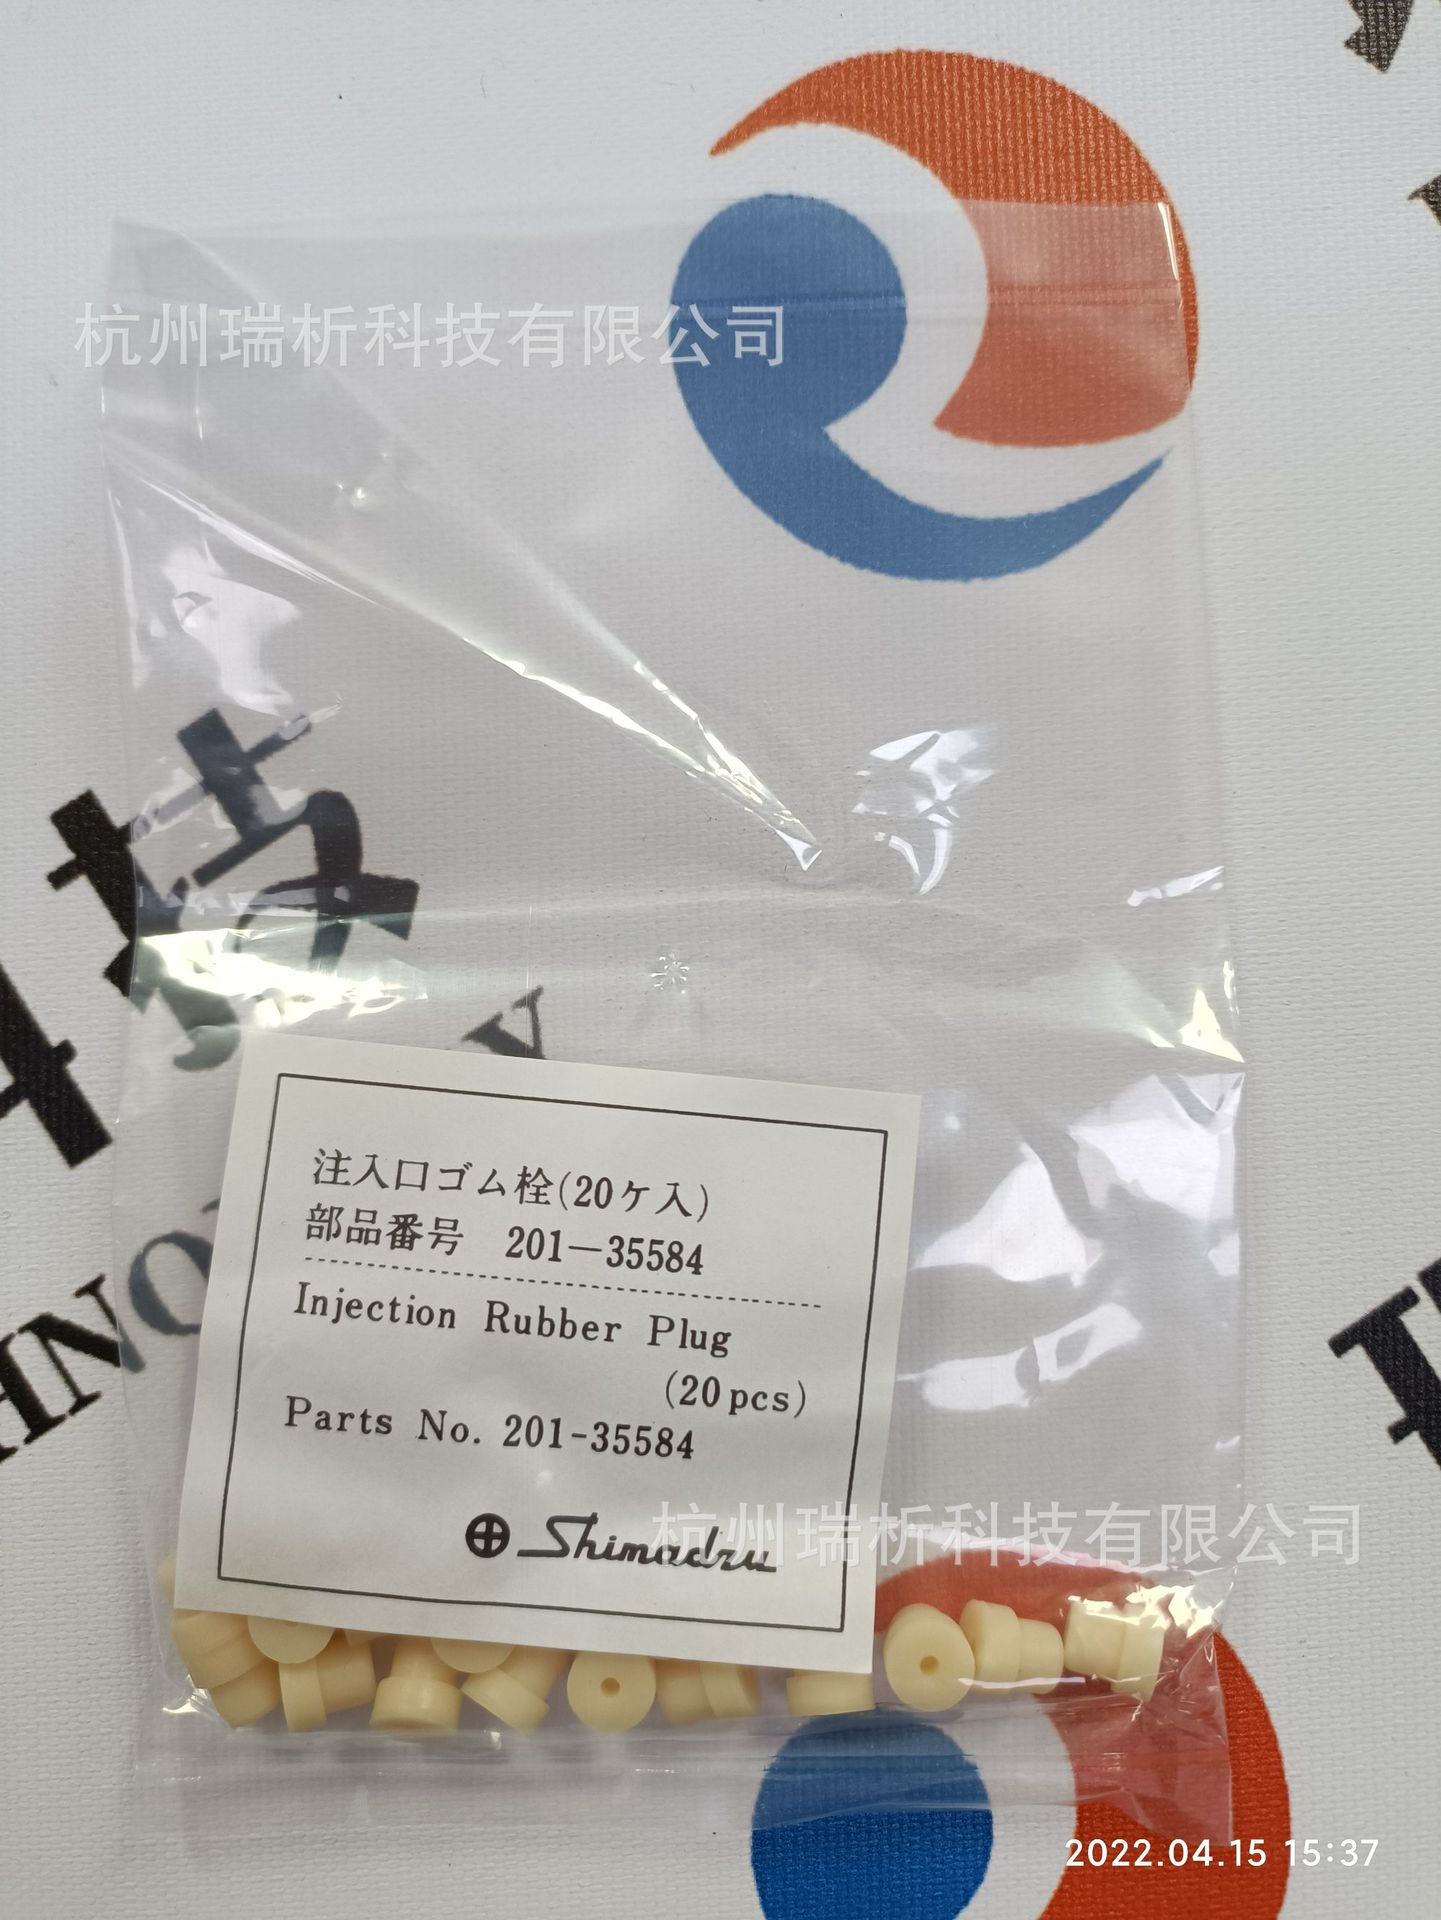 杭州瑞析科技有限公司
技
注入口ゴム栓(20ケ入)
部品番号 201-35584
Injection Rubber Plug
(20pcs)
Parts No. 201-35584
Shimadzu
杭州瑞析科技有限公司
2022.04.15 15:37